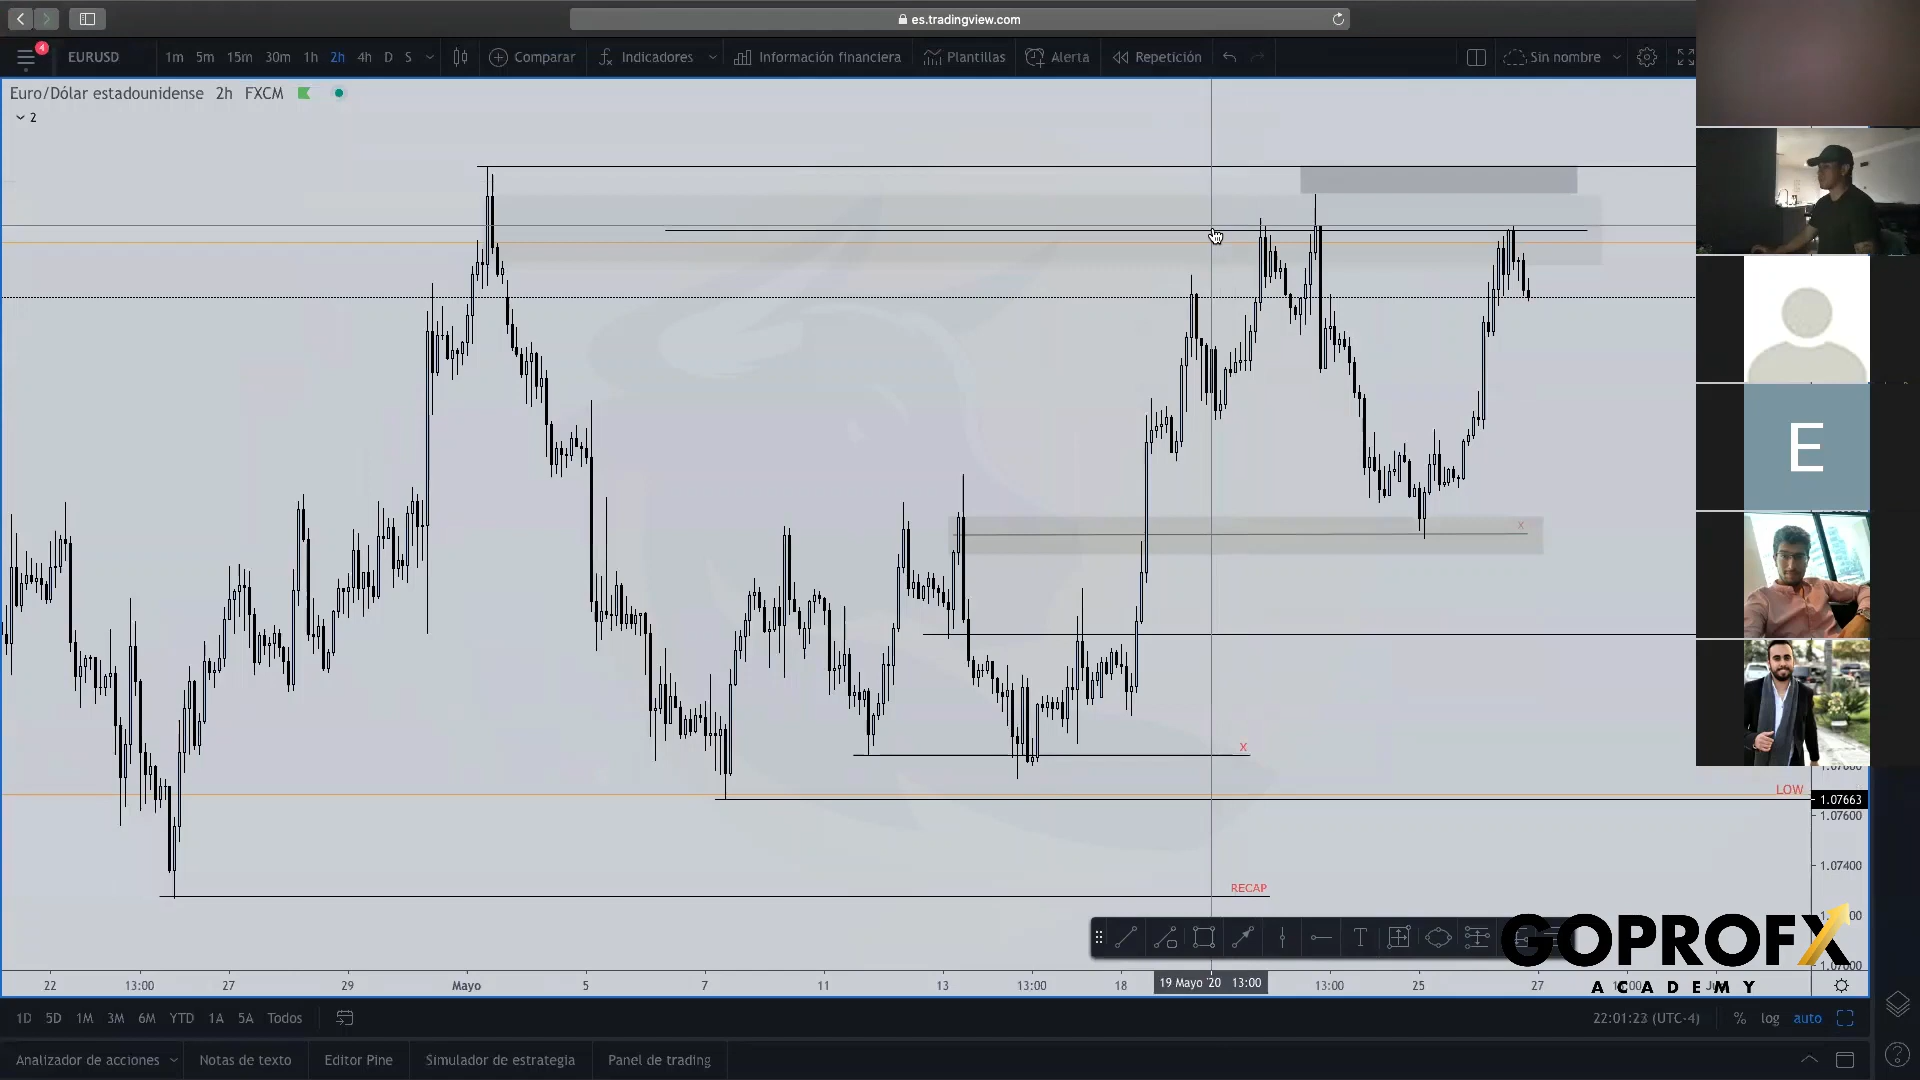 es.tradingview.com
4
EURUSD 1m 5m 15m 30m 1h 2h 4h D S Comparar Indicadores Información financiera Plantillas Alerta Repetición Sin nombre
Euro/Dólar estadounidense 2h FXCM
2
E
X
X
LOW
1.07663
1.07600
1.07400
RECAP
GOPROFX
ACADEMY
22 13:00 27 29 Mayo 5 7 11 13 13:00 18 19 Mayo '20 13:00 13:00 25 27
1D 5D 1M 3M 6M YTD 1A 5A Todos 22:01:23 (UTC-4) % log auto
Analizador de acciones Notas de texto Editor Pine Simulador de estrategia Panel de trading